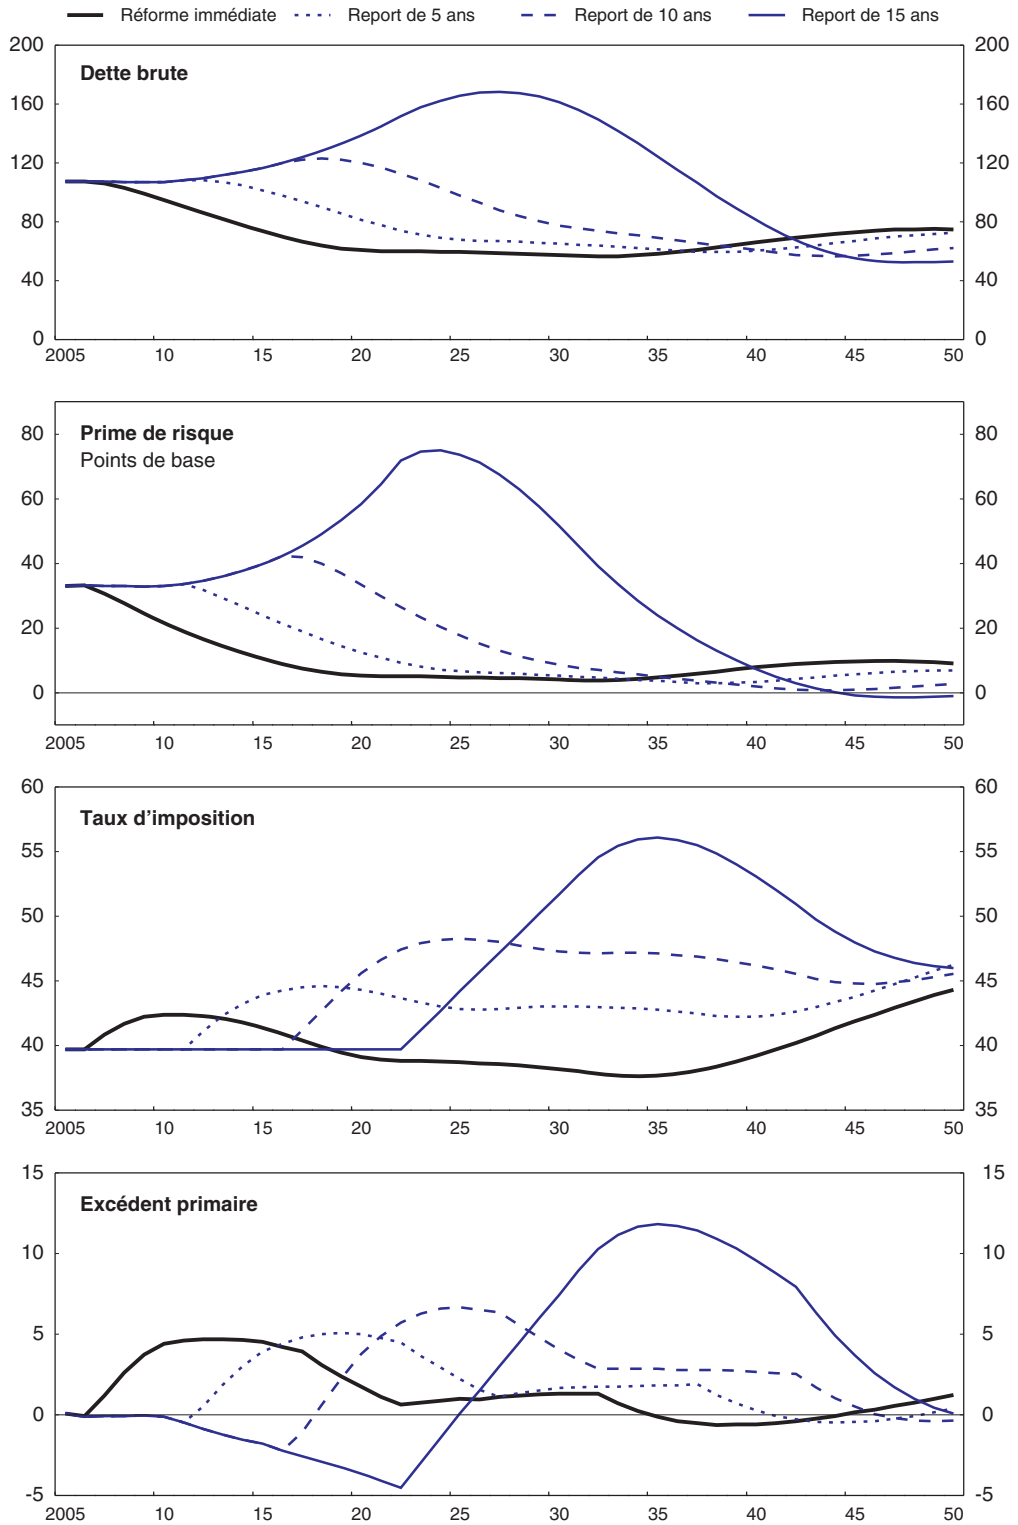 Réforme immédiate Report de 5 ans Report de 10 ans Report de 15 ans
200 200
Dette brute
160 160
120 120
80 80
40 40
0 0
2005 10 15 20 25 30 35 40 45 50
Prime de risque
Points de base
80 80
60 60
40 40
20 20
0 0
2005 10 15 20 25 30 35 40 45 50
60 60
Taux d’imposition
55 55
50 50
45 45
40 40
35 35
2005 10 15 20 25 30 35 40 45 50
15 15
Excédent primaire
10 10
5 5
0 0
-5 -5
2005 10 15 20 25 30 35 40 45 50